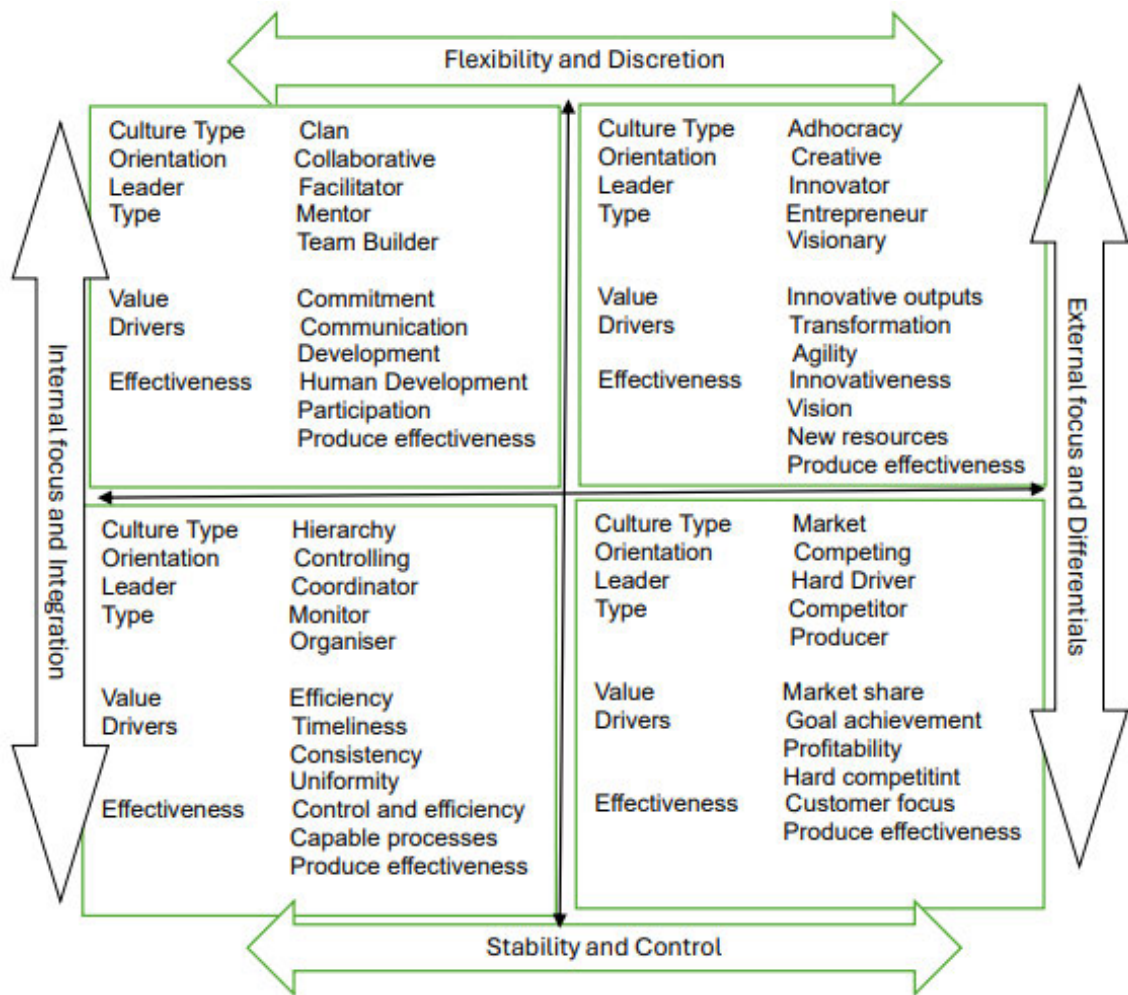 Flexibility and Discretion
Internal focus and Integration
External focus and Differentials
Culture Type Clan
Orientation Collaborative
Leader Facilitator
Type Mentor
Team Builder
Value Commitment
Drivers Communication
Development
Effectiveness Human Development
Participation
Produce effectiveness
Culture Type Adhocracy
Orientation Creative
Leader Innovator
Type Entrepreneur
Visionary
Value Innovative outputs
Drivers Transformation
Agility
Effectiveness Innovativeness
Vision
New resources
Produce effectiveness
Culture Type Hierarchy
Orientation Controlling
Leader Coordinator
Type Monitor
Organiser
Value Efficiency
Drivers Timeliness
Consistency
Uniformity
Effectiveness Control and efficiency
Capable processes
Produce effectiveness
Culture Type Market
Orientation Competing
Leader Hard Driver
Type Competitor
Producer
Value Market share
Drivers Goal achievement
Profitability
Hard competitint
Effectiveness Customer focus
Produce effectiveness
Stability and Control